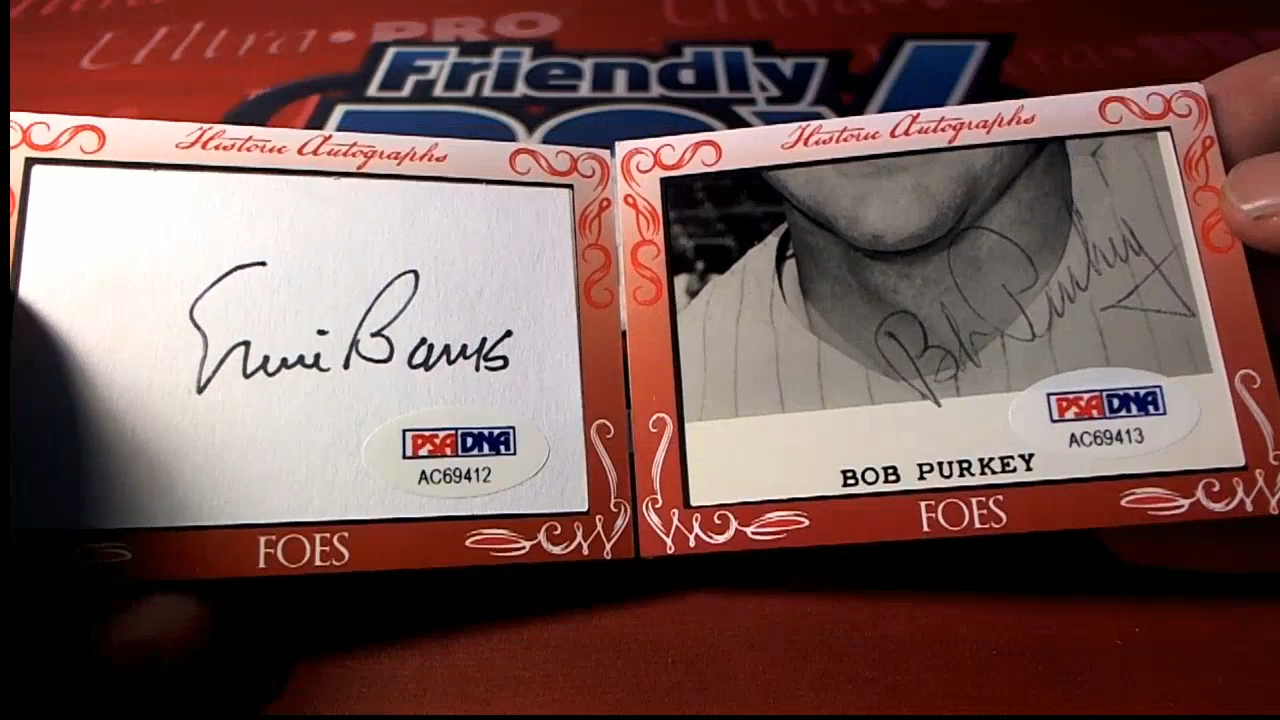 Ultra•PRO
Friendly
Historic Autographs
Ernie Banks
PSA DNA
AC69412
FOES
Historic Autographs
Bob Purkey
PSA DNA
AC69413
BOB PURKEY
FOES